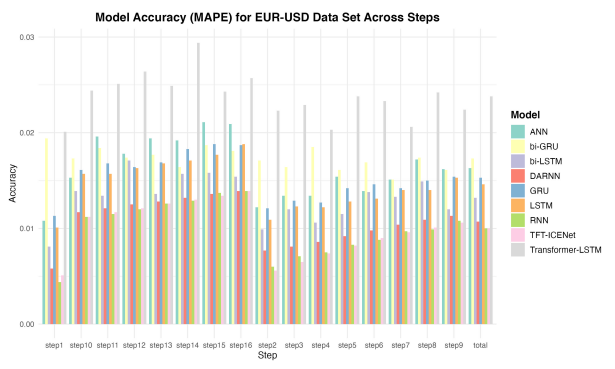 Model Accuracy (MAPE) for EUR-USD Data Set Across Steps
0.03
0.02
0.01
0.00
Accuracy
step1 step10 step11 step12 step13 step14 step15 step16 step2 step3 step4 step5 step6 step7 step8 step9 total
Step
Model
ANN
bi-GRU
bi-LSTM
DARNN
GRU
LSTM
RNN
TFT-ICENet
Transformer-LSTM